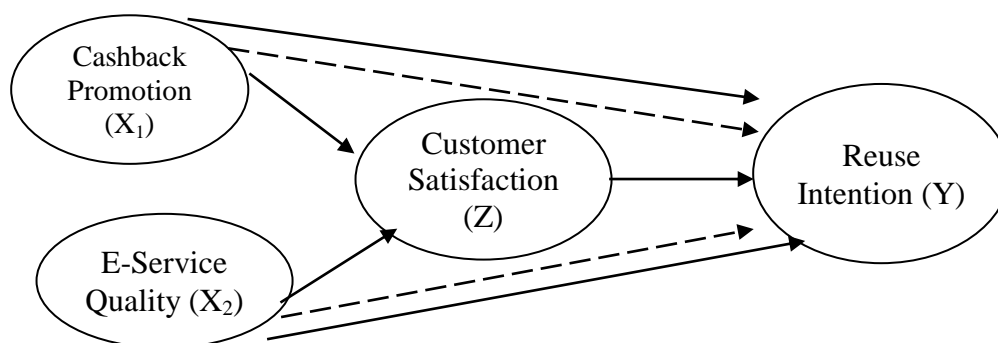 Cashback
Promotion
(X₁)
Customer
Satisfaction
(Z)
Reuse
Intention (Y)
E-Service
Quality (X₂)